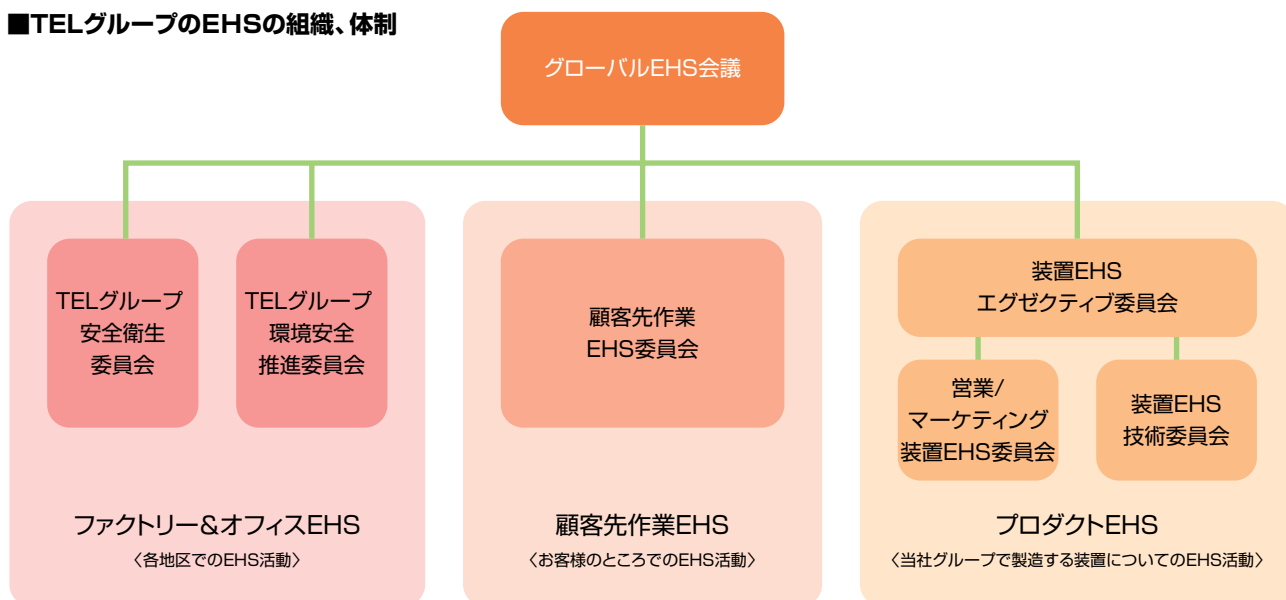 ■TELグループのEHSの組織、体制
グローバルEHS会議
TELグループ
安全衛生
委員会
TELグループ
環境安全
推進委員会
ファクトリー&オフィスEHS
〈各地区でのEHS活動〉
顧客先作業
EHS委員会
顧客先作業EHS
〈お客様のところでのEHS活動〉
装置EHS
エグゼクティブ委員会
営業/
マーケティング
装置EHS委員会
装置EHS
技術委員会
プロダクトEHS
〈当社グループで製造する装置についてのEHS活動〉